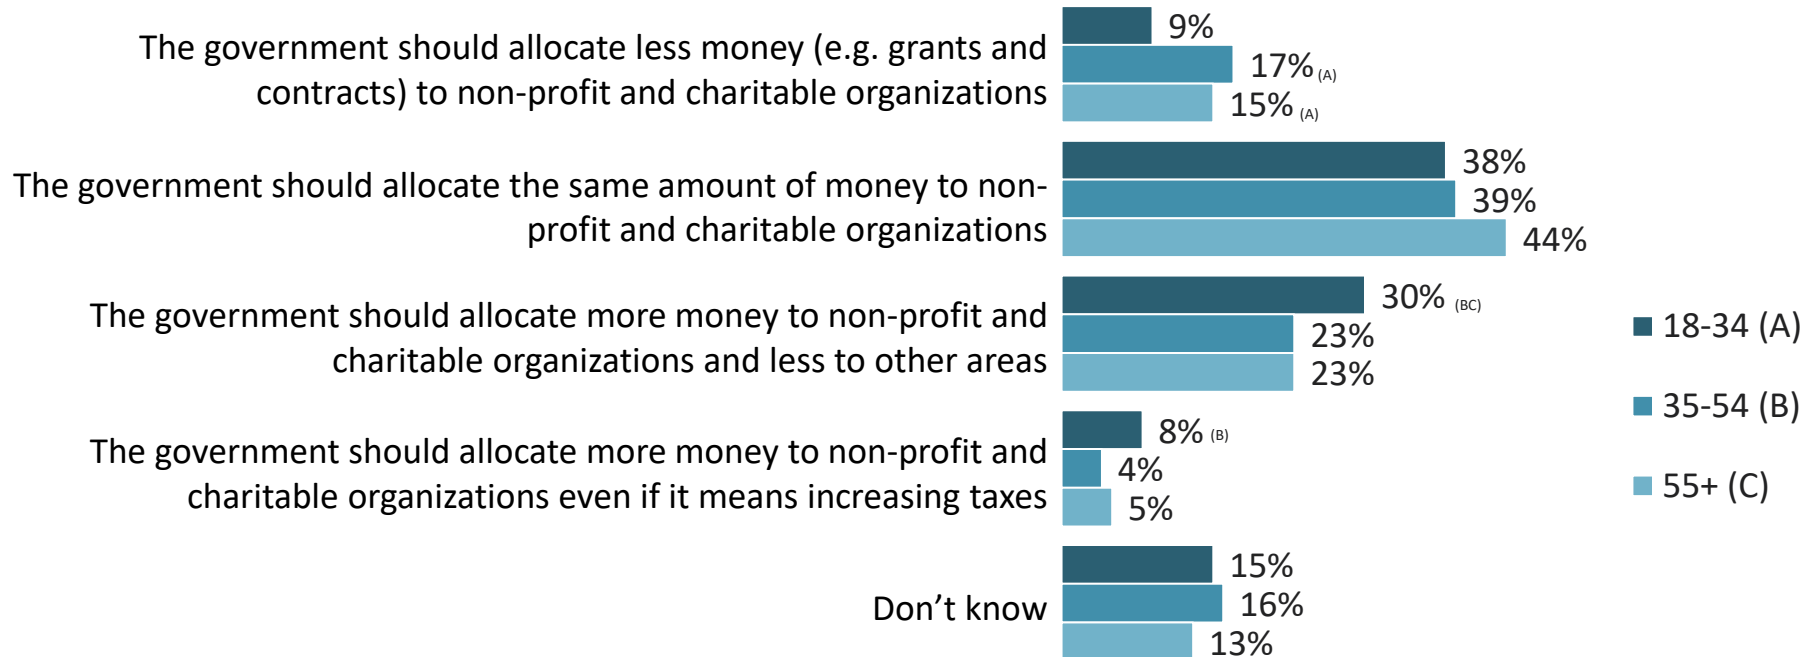 The government should allocate less money (e.g. grants and
contracts) to non-profit and charitable organizations
9%
17% (A)
15% (A)
The government should allocate the same amount of money to non-
profit and charitable organizations
38%
39%
44%
The government should allocate more money to non-profit and
charitable organizations and less to other areas
30% (BC)
23%
23%
The government should allocate more money to non-profit and
charitable organizations even if it means increasing taxes
8% (B)
4%
5%
Don’t know
15%
16%
13%
18-34 (A)
35-54 (B)
55+ (C)